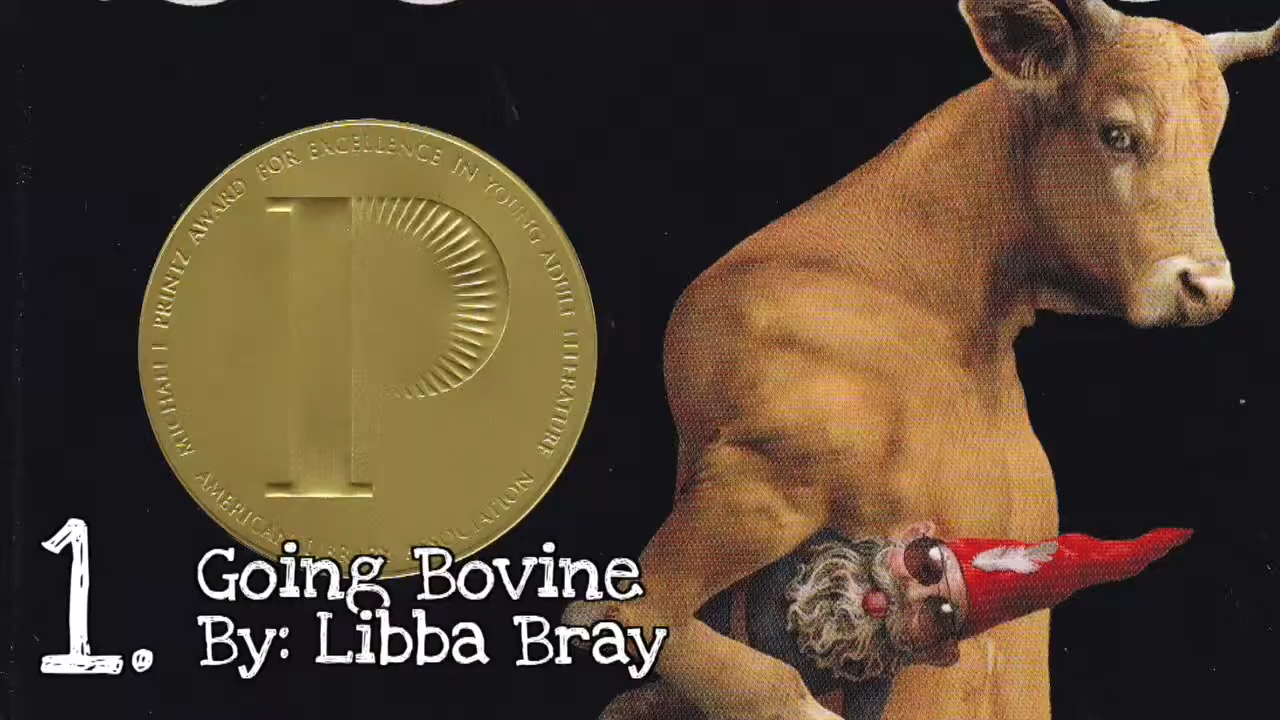 MICHAEL L PRINTZ AWARD FOR EXCELLENCE IN YOUNG ADULT LITERATURE
AMERICAN LIBRARY ASSOCIATION
P
1.
Going Bovine
By: Libba Bray